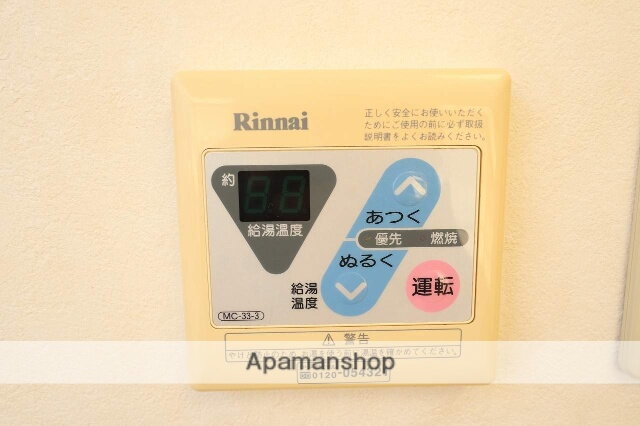 Rinnai
正しく安全にお使いいただく
ためにご使用の前に必ず取扱
説明書をよくお読みください。
約
給湯温度
あつく
優先 燃焼
ぬるく
給湯
温度
運転
MC-33-3
⚠ 警告
Apamanshop
0120-054321